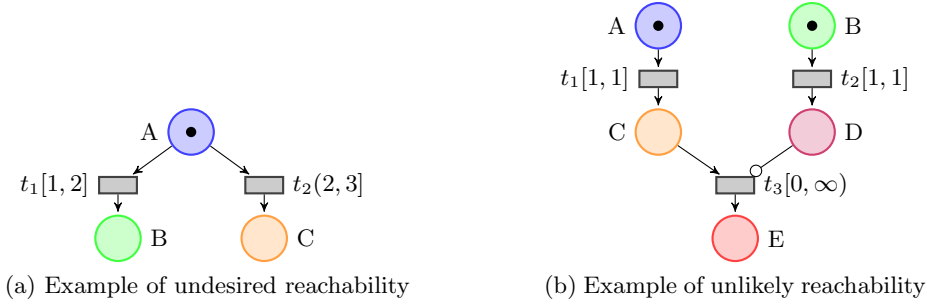 A
B
t₁[1, 1]
t₂[1, 1]
A
C
D
t₁[1, 2]
t₂(2, 3]
t₃[0, ∞)
B
C
E
(a) Example of undesired reachability
(b) Example of unlikely reachability